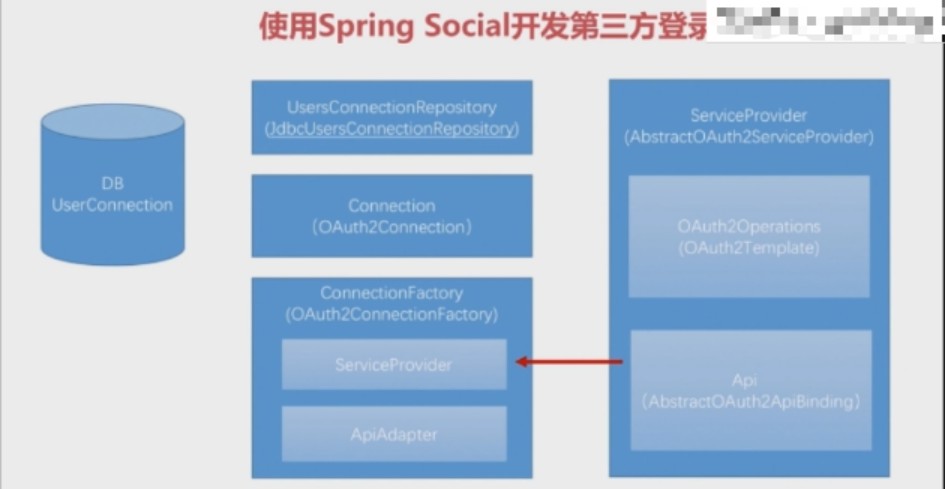 使用Spring Social开发第三方登录
DB
UserConnection
UsersConnectionRepository
(JdbcUsersConnectionRepository)
Connection
(OAuth2Connection)
ConnectionFactory
(OAuth2ConnectionFactory)
ServiceProvider
ApiAdapter
ServiceProvider
(AbstractOAuth2ServiceProvider)
OAuth2Operations
(OAuth2Template)
Api
(AbstractOAuth2ApiBinding)